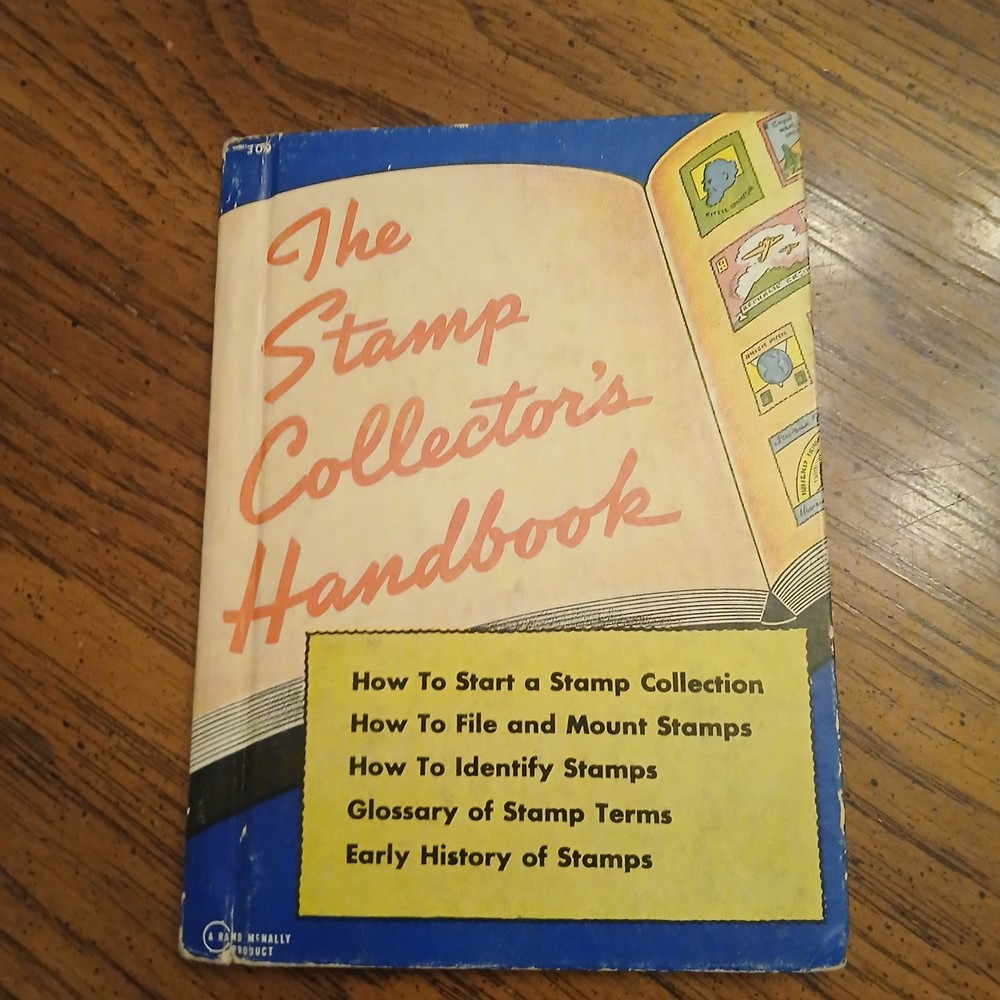 309
The
Stamp
Collector's
Handbook
How To Start a Stamp Collection
How To File and Mount Stamps
How To Identify Stamps
Glossary of Stamp Terms
Early History of Stamps
A RAND McNALLY
PRODUCT